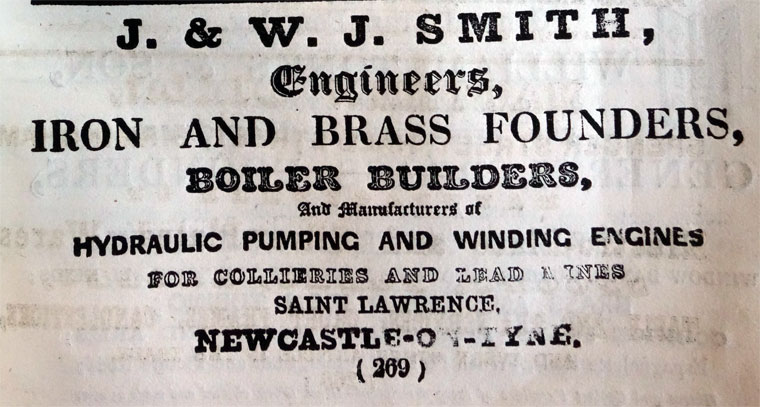 J. & W. J. SMITH,
Engineers,
IRON AND BRASS FOUNDERS,
BOILER BUILDERS,
And Manufacturers of
HYDRAULIC PUMPING AND WINDING ENGINES
FOR COLLIERIES AND LEAD MINES
SAINT LAWRENCE,
NEWCASTLE-ON-TYNE.
(269)